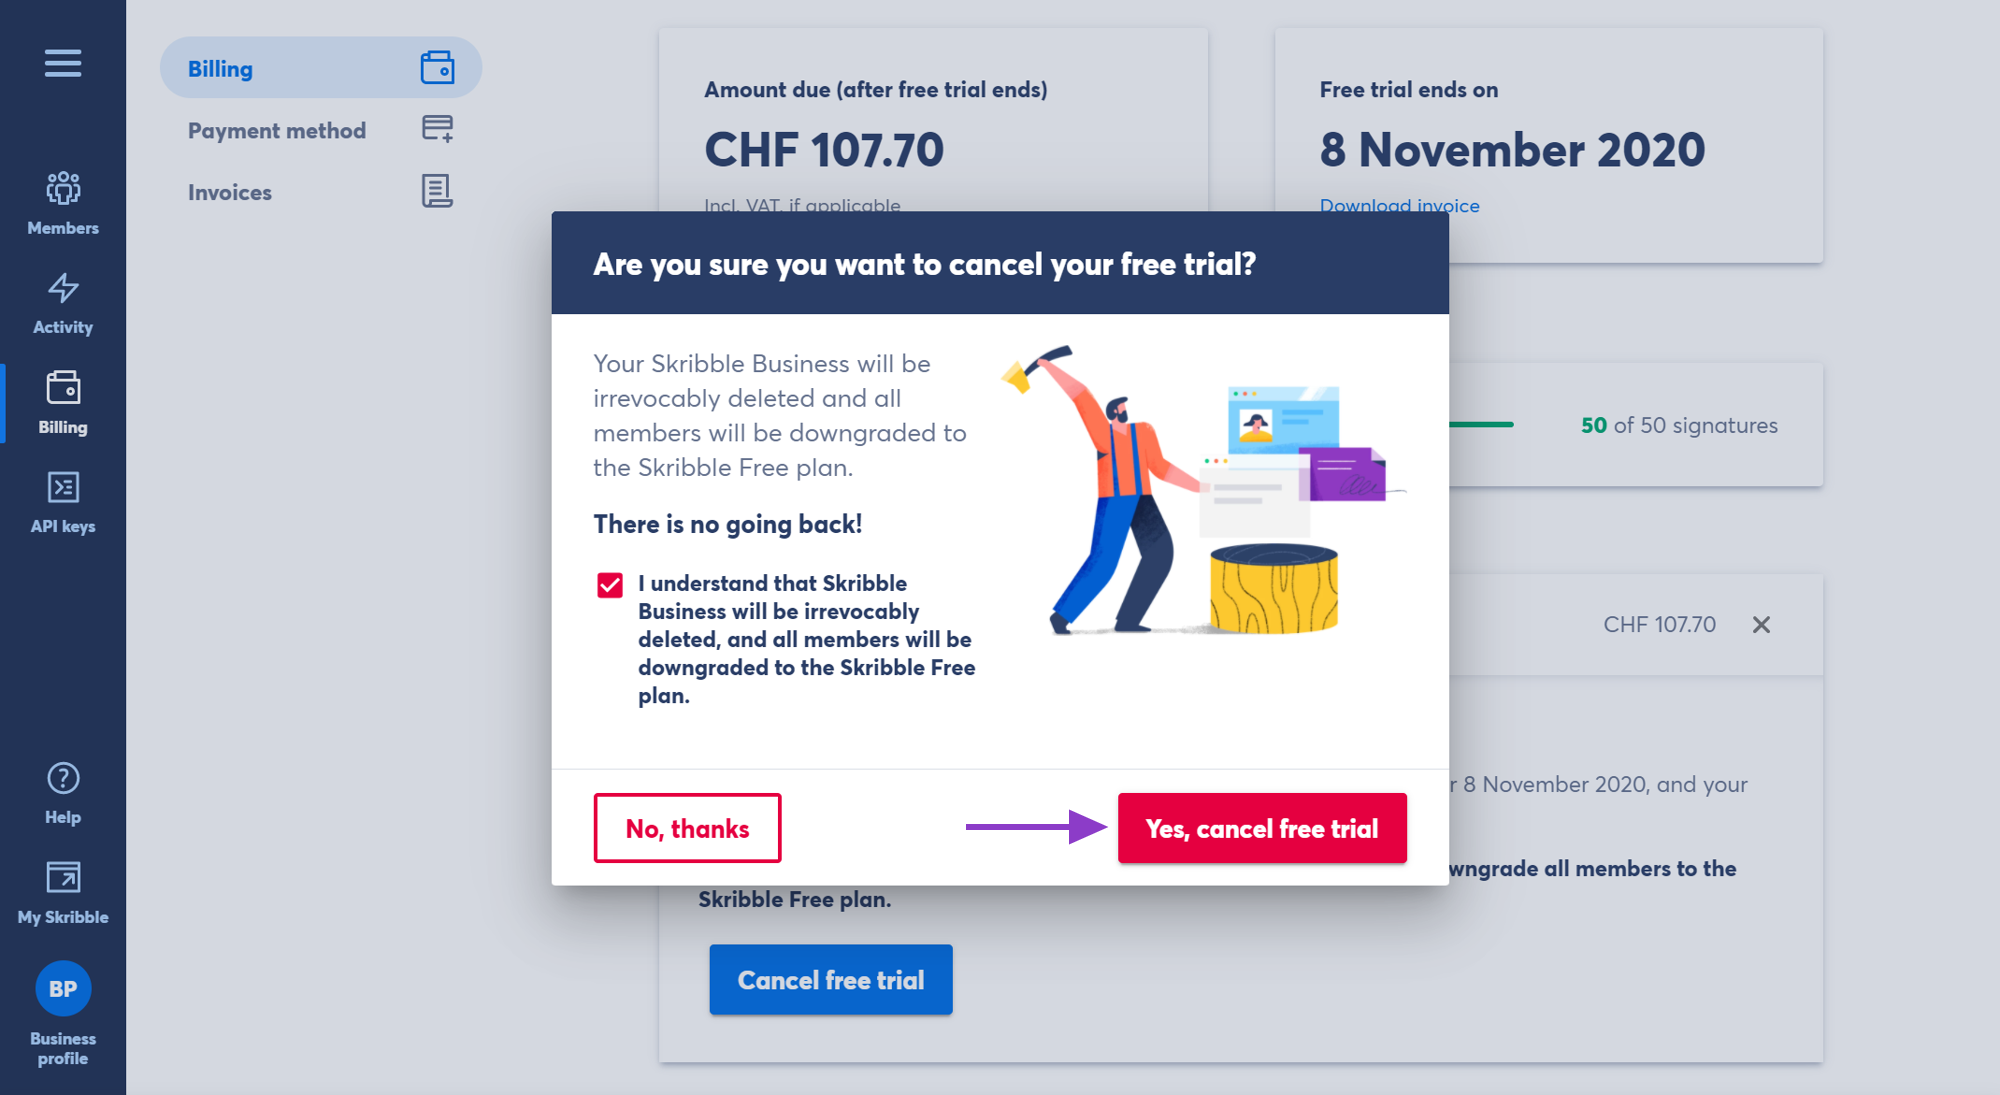 Billing
Payment method
Invoices
Members
Activity
Billing
API keys
Help
My Skribble
BP
Business
profile
Amount due (after free trial ends)
CHF 107.70
Incl. VAT, if applicable
Free trial ends on
8 November 2020
Download invoice
50 of 50 signatures
CHF 107.70
8 November 2020, and your
all members to the
Skribble Free plan.
Cancel free trial
Are you sure you want to cancel your free trial?
Your Skribble Business will be
irrevocably deleted and all
members will be downgraded to
the Skribble Free plan.
There is no going back!
I understand that Skribble
Business will be irrevocably
deleted, and all members will be
downgraded to the Skribble Free
plan.
No, thanks
Yes, cancel free trial